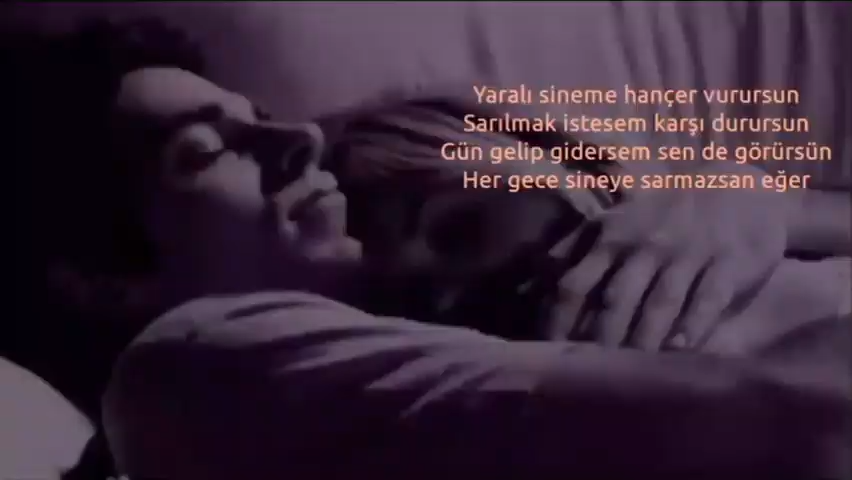 Yaralı sineme hançer vurursun
Sarılmak istesem karşı durursun
Gün gelip gidersem sen de görürsün
Her gece sineye sarmazsan eğer